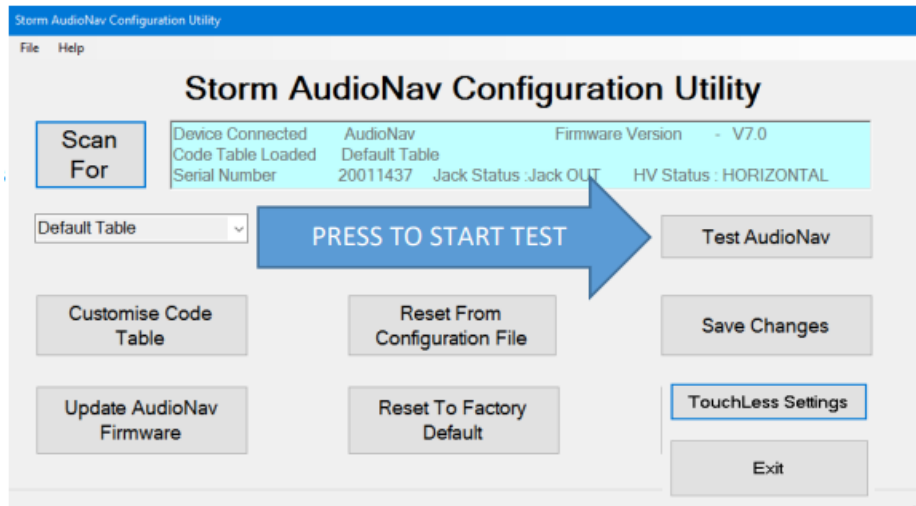 Storm AudioNav Configuration Utility
File Help
Storm AudioNav Configuration Utility
Scan
For
Device Connected AudioNav Firmware Version - V7.0
Code Table Loaded Default Table
Serial Number 20011437 Jack Status :Jack OUT HV Status : HORIZONTAL
Default Table
PRESS TO START TEST
Test AudioNav
Customise Code
Table
Reset From
Configuration File
Save Changes
Update AudioNav
Firmware
Reset To Factory
Default
TouchLess Settings
Exit